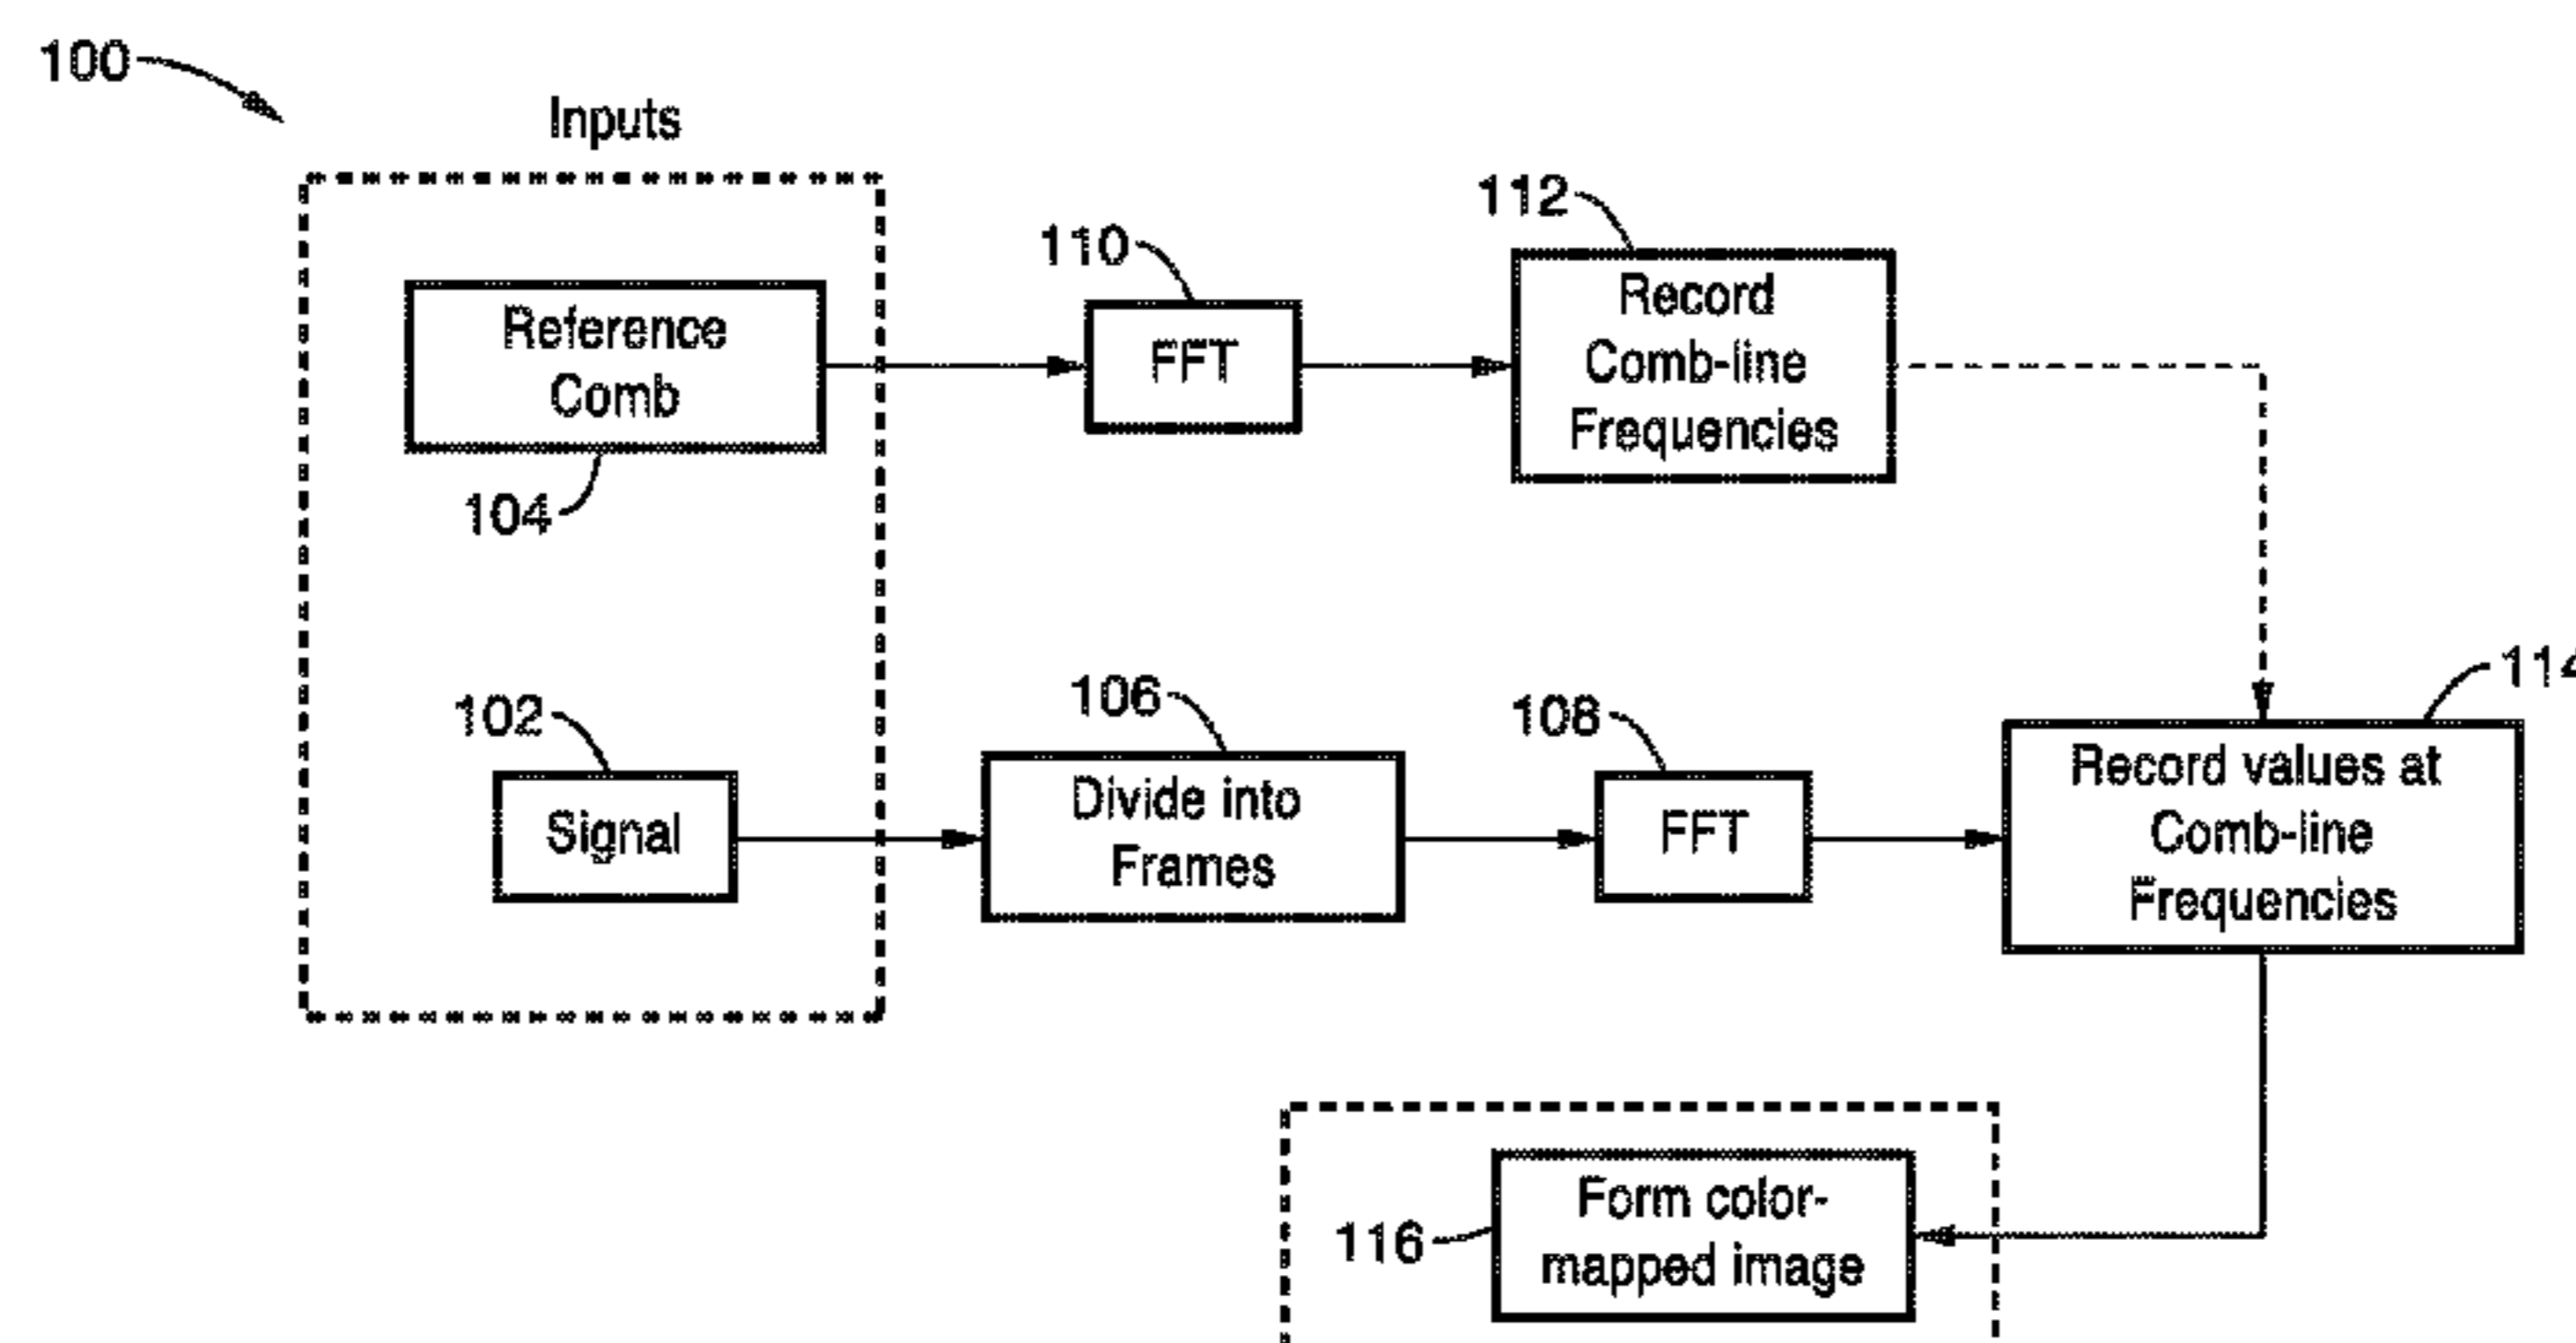 100
Inputs
112
110
Record
Comb-line
Frequencies
Reference
Comb
FFT
104
114
102
106
108
Signal
Divide into
Frames
FFT
Record values at
Comb-line
Frequencies
116
Form color-
mapped image